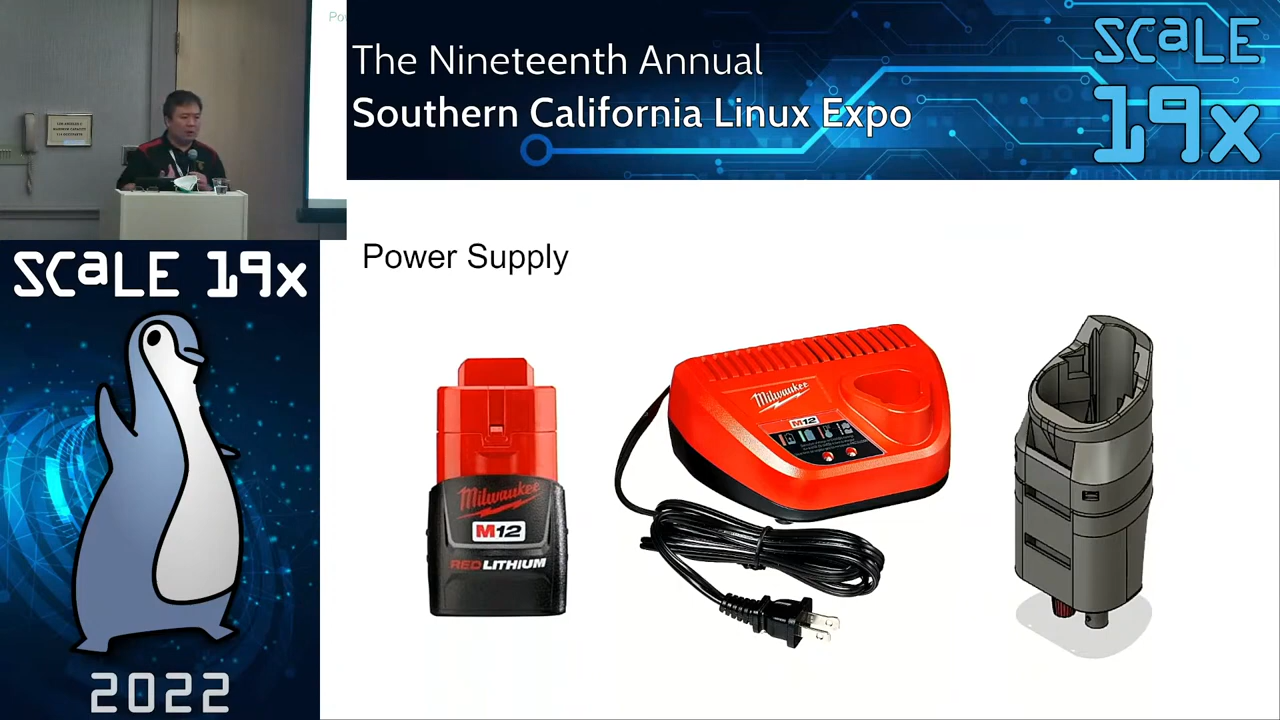 Po
The Nineteenth Annual
Southern California Linux Expo
SCaLE
19x
SCaLE 19x
2022
Power Supply
Milwaukee
M12
REDLITHIUM
Milwaukee
M12